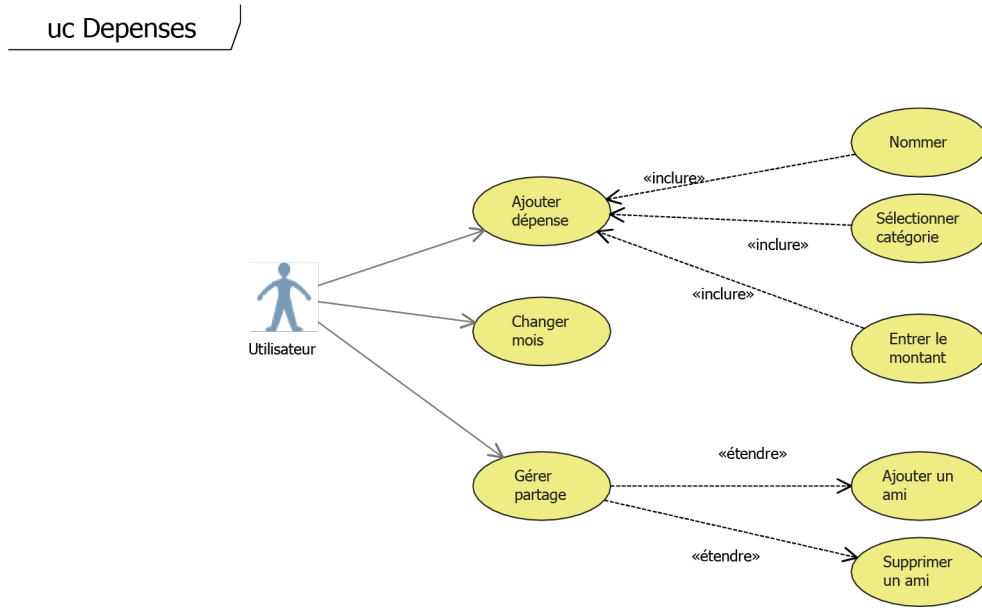 uc Depenses
Nommer
«inclure»
Ajouter
dépense
Sélectionner
catégorie
«inclure»
«inclure»
Changer
mois
Entrer le
montant
Utilisateur
«étendre»
Gérer
partage
Ajouter un
ami
«étendre»
Supprimer
un ami